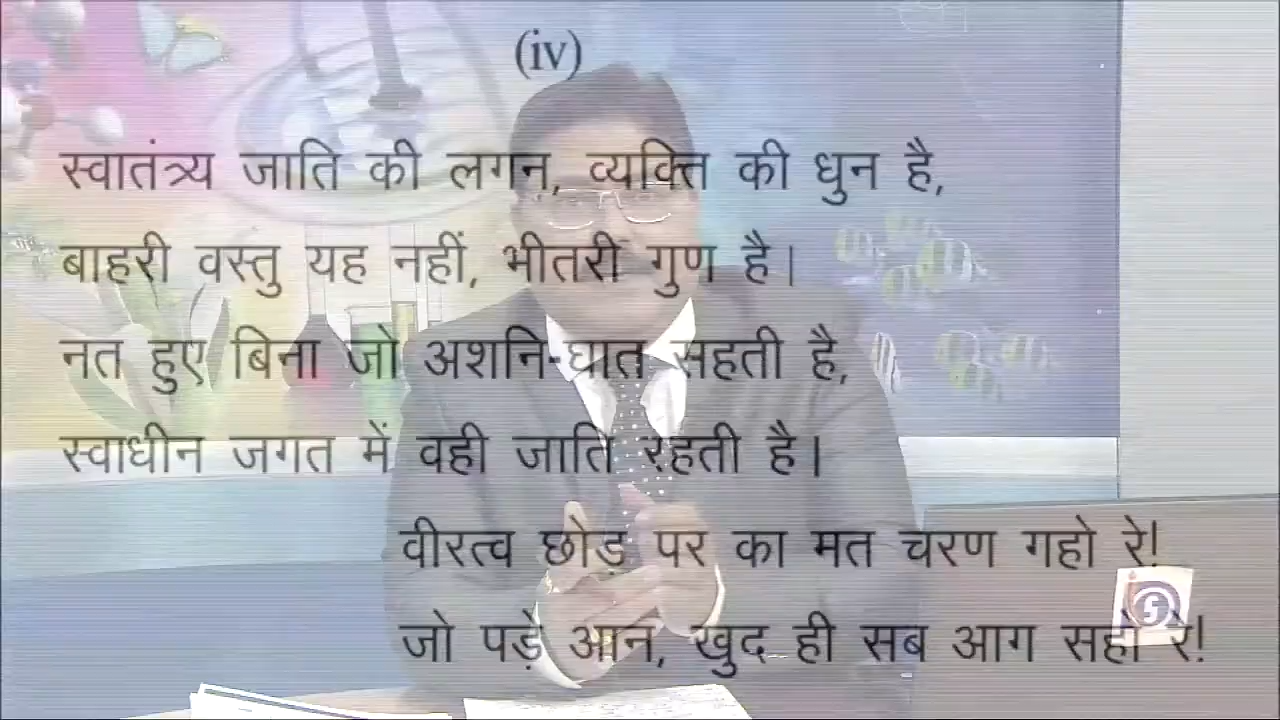 (iv)
स्वातंत्र्य जाति की लगन, व्यक्ति की धुन है,
बाहरी वस्तु यह नहीं, भीतरी गुण है।
नत हुए बिना जो अशनि-घात सहती है,
स्वाधीन जगत में वही जाति रहती है।
वीरत्व छोड़ पर का मत चरण गहो रे!
जो पड़े आन, खुद ही सब आग सहो रे!